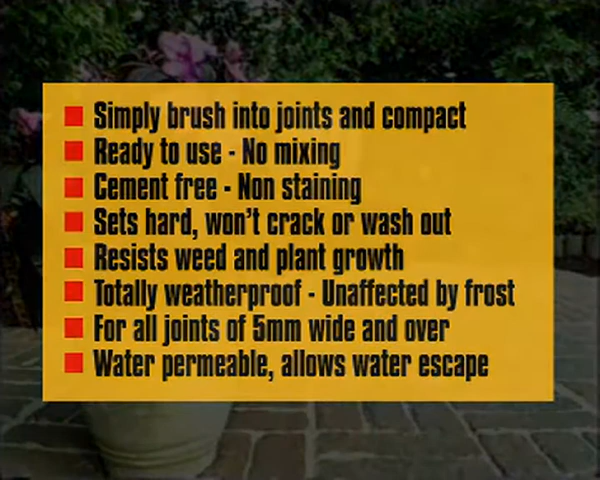 Simply brush into joints and compact
Ready to use - No mixing
Cement free - Non staining
Sets hard, won't crack or wash out
Resists weed and plant growth
Totally weatherproof - Unaffected by frost
For all joints of 5mm wide and over
Water permeable, allows water escape